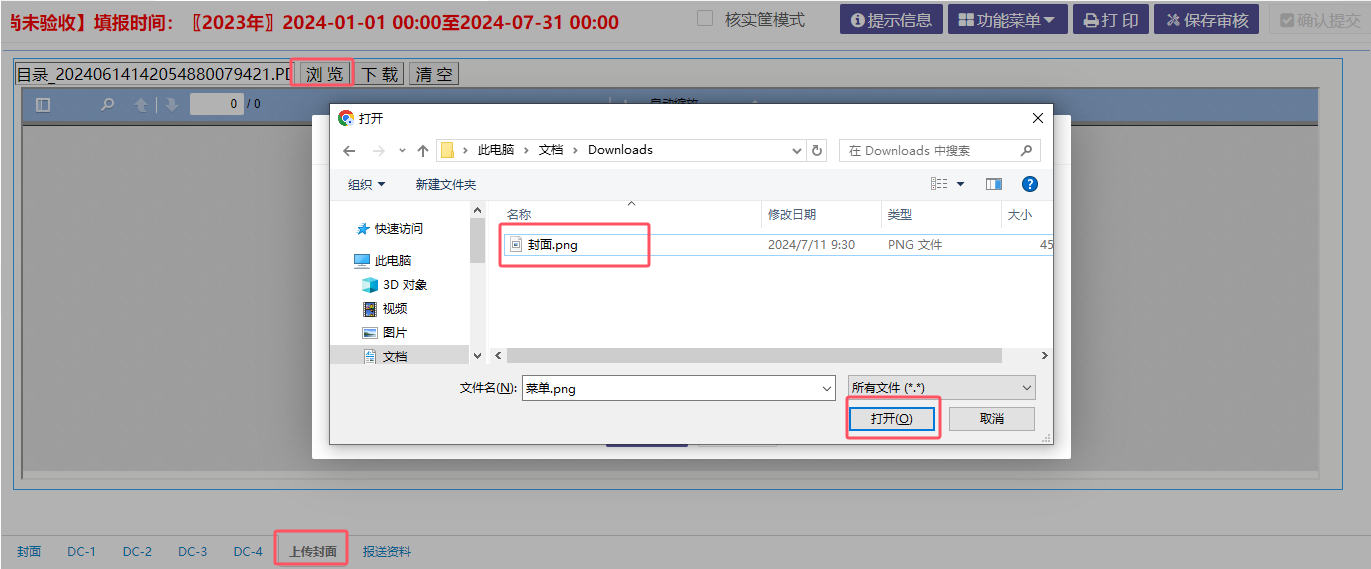 尚未验收】填报时间：〖2023年〗2024-01-01 00:00至2024-07-31 00:00
核实筐模式
提示信息
功能菜单
打 印
保存审核
确认提交
目录_20240614142054880079421.PD
浏 览
下 载
清 空
0 / 0
自动缩放
打开
此电脑 › 文档 › Downloads
在 Downloads 中搜索
组织
新建文件夹
名称
修改日期
类型
大小
快速访问
此电脑
3D 对象
视频
图片
文档
封面.png
2024/7/11 9:30
PNG 文件
45
文件名(N):
菜单.png
所有文件 (*.*)
打开(O)
取消
封面
DC-1
DC-2
DC-3
DC-4
上传封面
报送资料